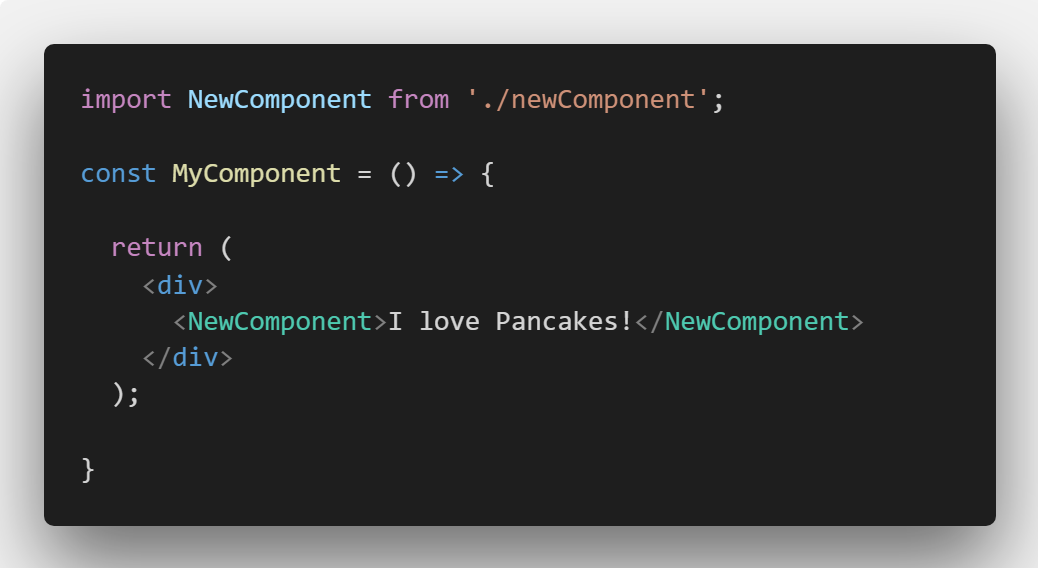 import NewComponent from './newComponent';
const MyComponent = () => {
return (
<div>
<NewComponent>I love Pancakes!</NewComponent>
</div>
);
}